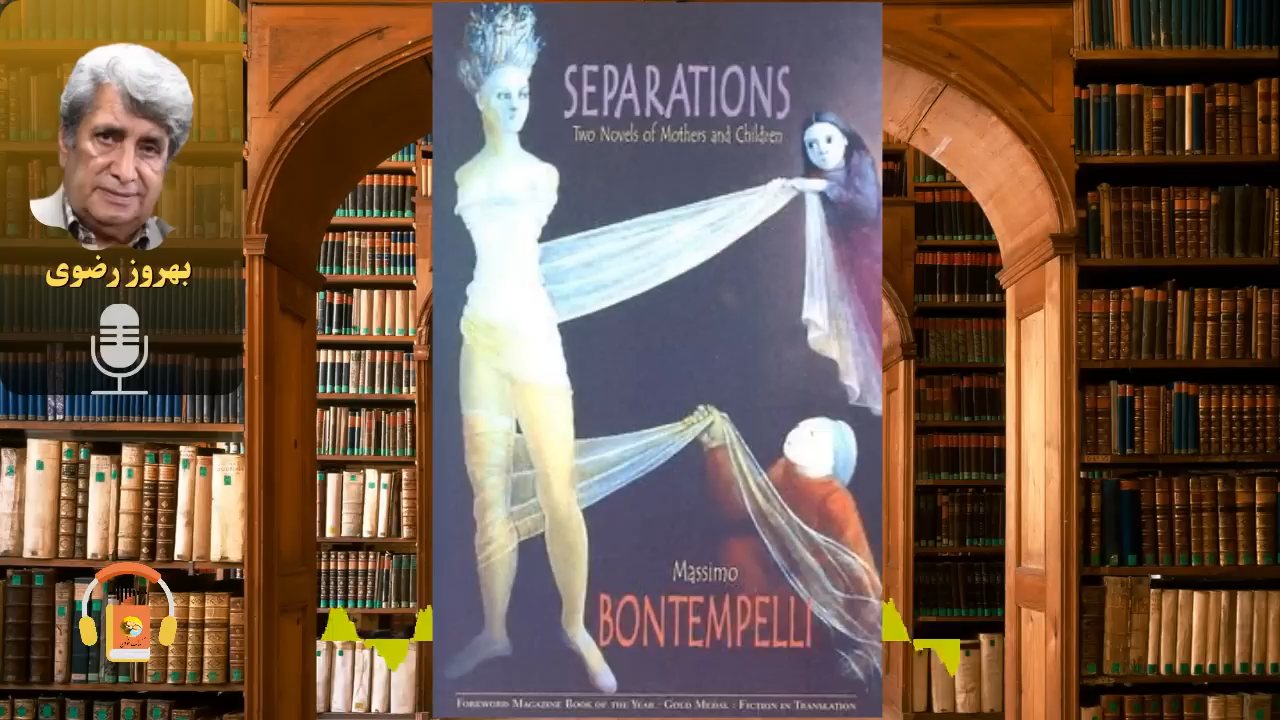 SEPARATIONS
Two Novels of Mothers and Children
بهروز رضوی
Massimo
BONTEMPELLI
FOREWORD MAGAZINE BOOK OF THE YEAR · GOLD MEDAL : FICTION IN TRANSLATION